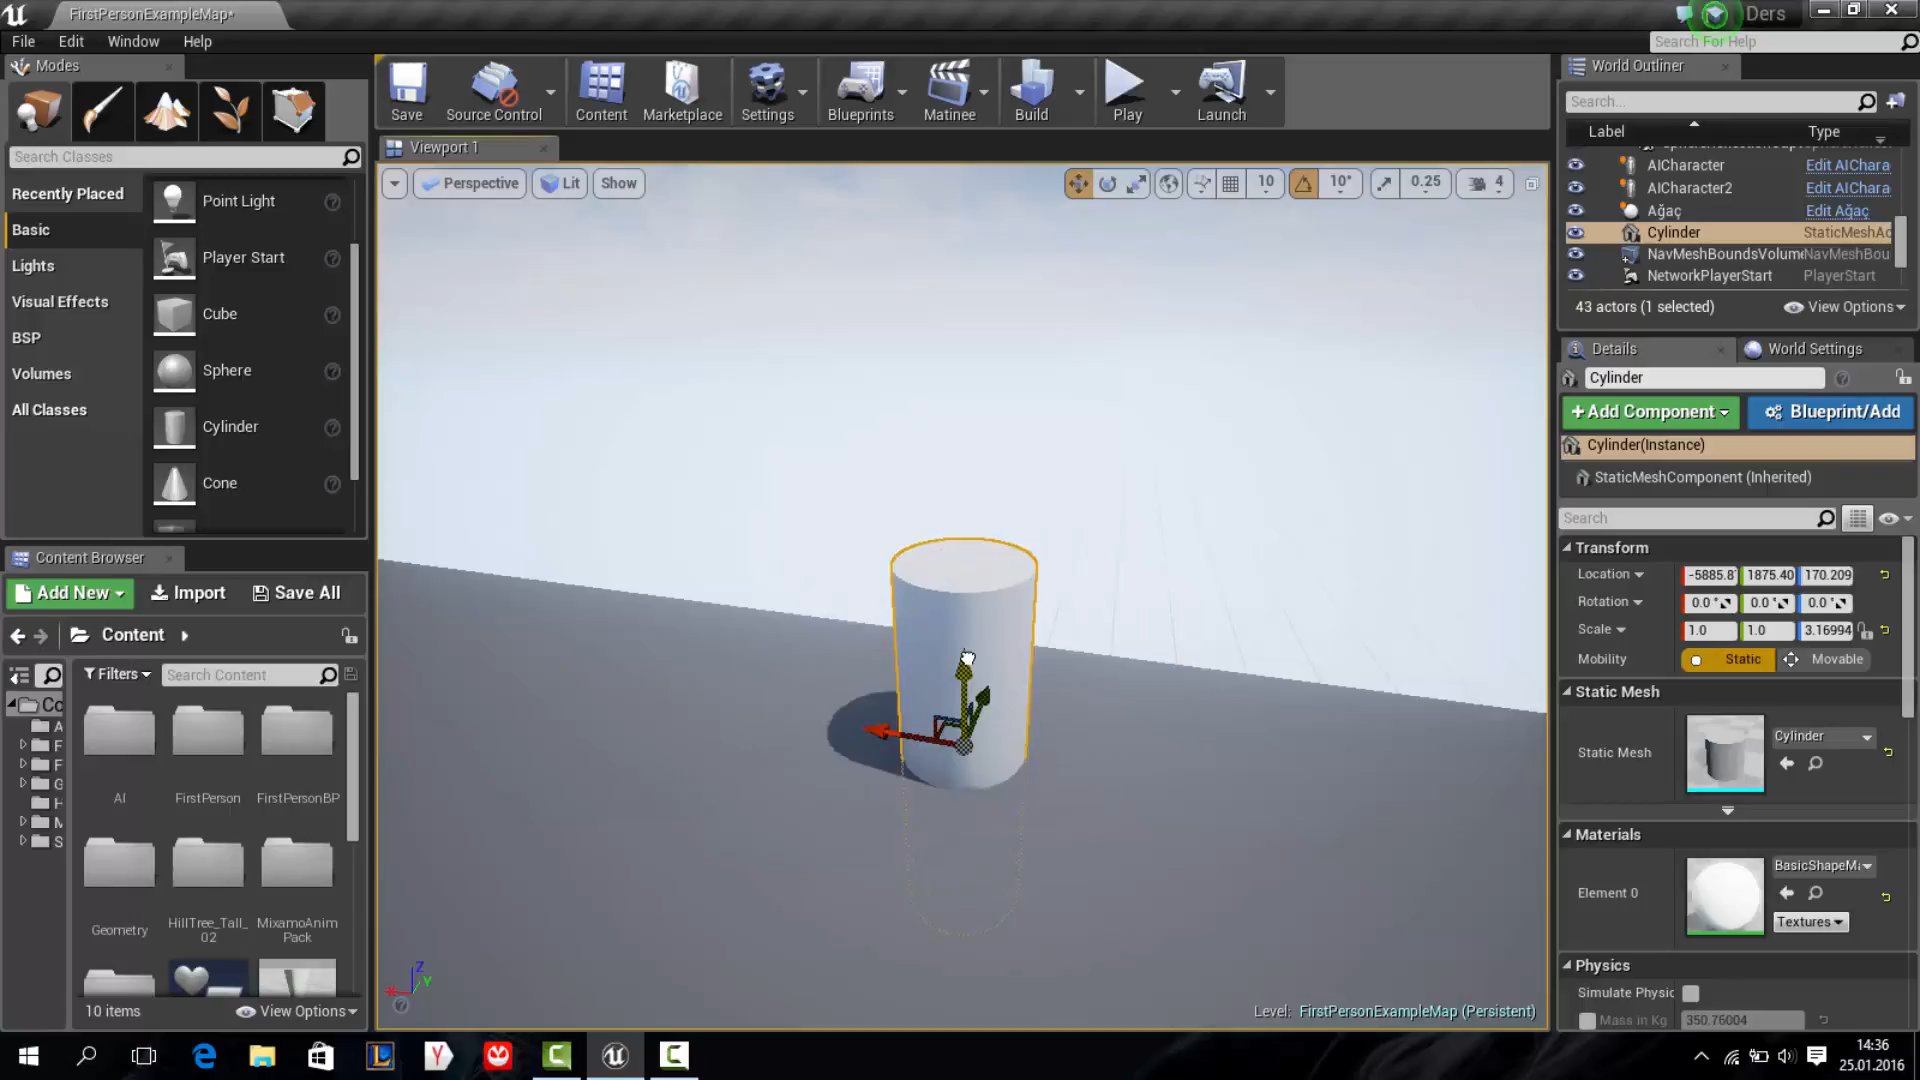 FirstPersonExampleMap*
Ders
File Edit Window Help
Search For Help
Modes
Save Source Control Content Marketplace Settings Blueprints Matinee Build Play Launch
World Outliner
Search...
Label Type
AICharacter Edit AIChara
AICharacter2 Edit AIChara
Ağaç Edit Ağaç
Cylinder StaticMeshAc
NavMeshBoundsVolum NavMeshBou
NetworkPlayerStart PlayerStart
43 actors (1 selected) View Options
Search Classes
Recently Placed
Basic
Lights
Visual Effects
BSP
Volumes
All Classes
Point Light
Player Start
Cube
Sphere
Cylinder
Cone
Viewport 1
Perspective Lit Show
10 10° 0.25 4
Level: FirstPersonExampleMap (Persistent)
Z
Y
Details World Settings
Cylinder
+Add Component Blueprint/Add
Cylinder(Instance)
StaticMeshComponent (Inherited)
Search
Transform
Location -5885.8 1875.40 170.209
Rotation 0.0 ° 0.0 ° 0.0 °
Scale 1.0 1.0 3.16994
Mobility Static Movable
Static Mesh
Static Mesh Cylinder
Materials
Element 0 BasicShapeM
Textures
Physics
Simulate Physic
Mass in Kg 350.76004
Content Browser
Add New Import Save All
Content
Filters Search Content
Co
A
F
F
G
H
M
S
AI FirstPerson FirstPersonBP
Geometry HillTree_Tall_02 MixamoAnimPack
10 items View Options
14:36
25.01.2016